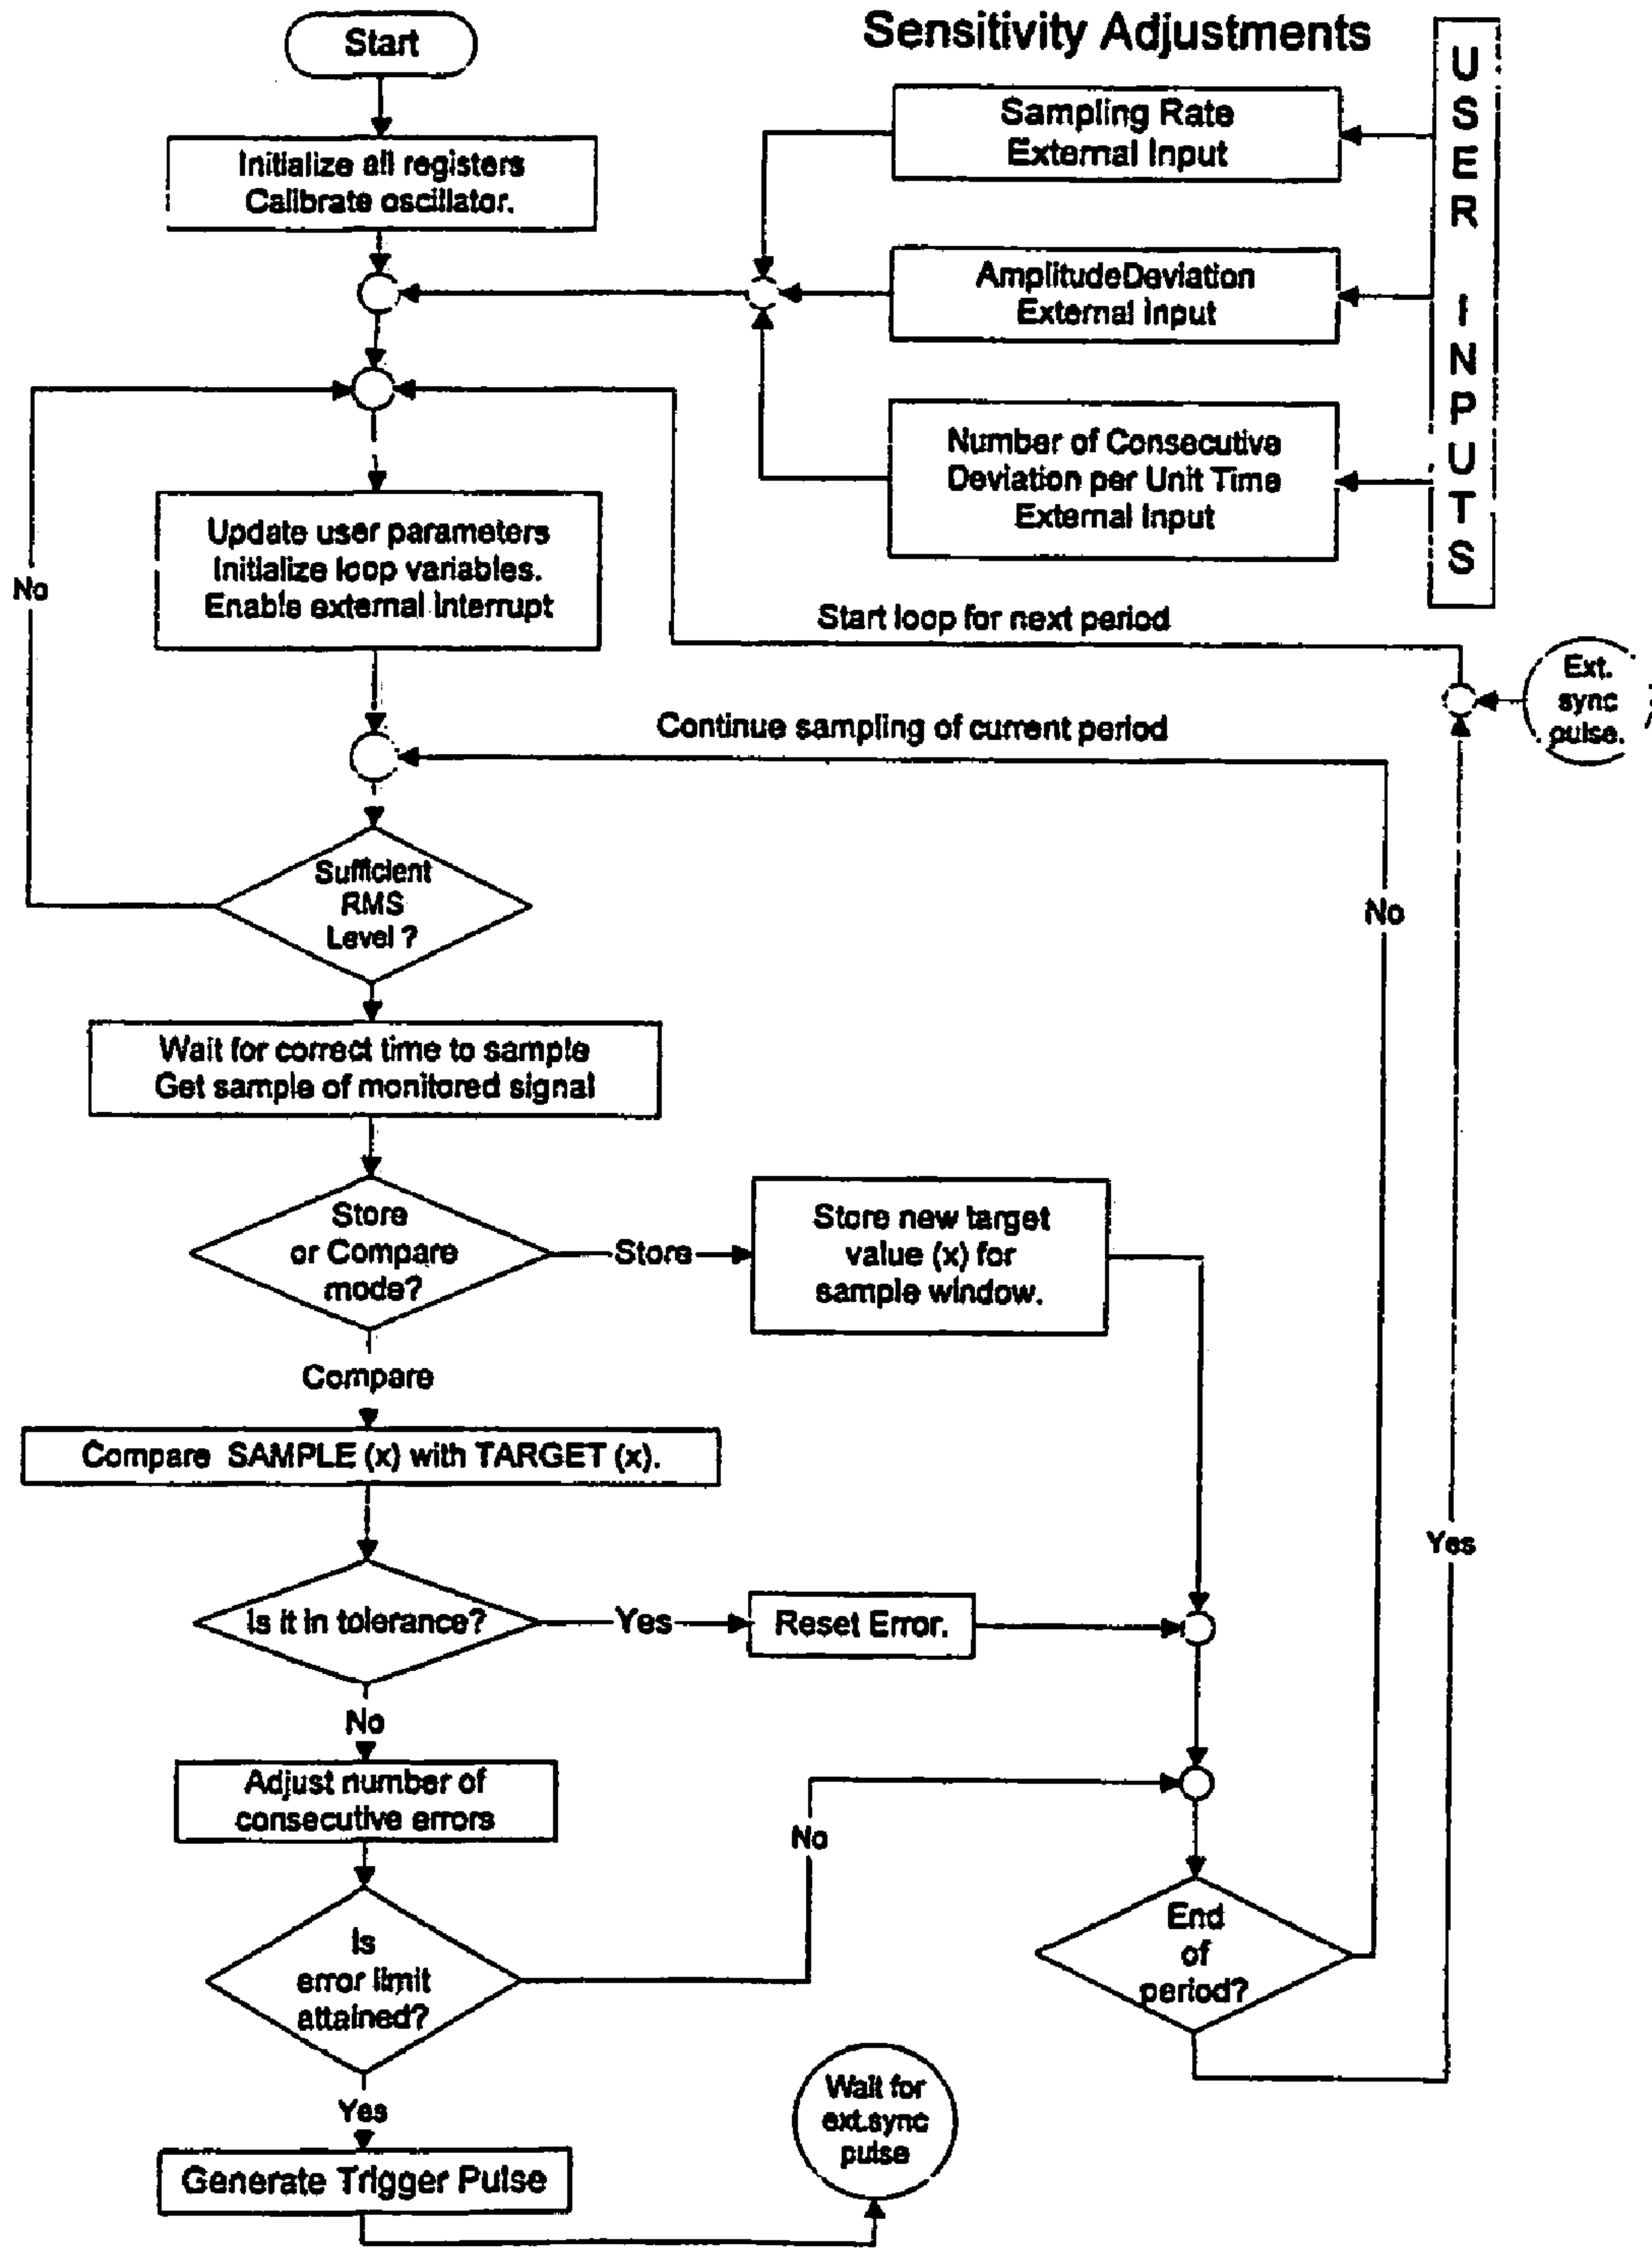 Start
Sensitivity Adjustments
USER INPUTS
Initialize all registers
Calibrate oscillator.
Sampling Rate
External Input
AmplitudeDeviation
External Input
Number of Consecutive
Deviation per Unit Time
External Input
Update user parameters
Initialize loop variables.
Enable external interrupt
No
Start loop for next period
Ext.
sync
pulse.
Continue sampling of current period
Sufficient
RMS
Level ?
No
Wait for correct time to sample
Get sample of monitored signal
Store
or Compare
mode?
Store
Store new target
value (x) for
sample window.
Compare
Compare SAMPLE (x) with TARGET (x).
Yes
Is it in tolerance?
Yes
Reset Error.
No
Adjust number of
consecutive errors
No
Is
error limit
attained?
End
of
period?
Yes
Wait for
ext.sync
pulse
Generate Trigger Pulse